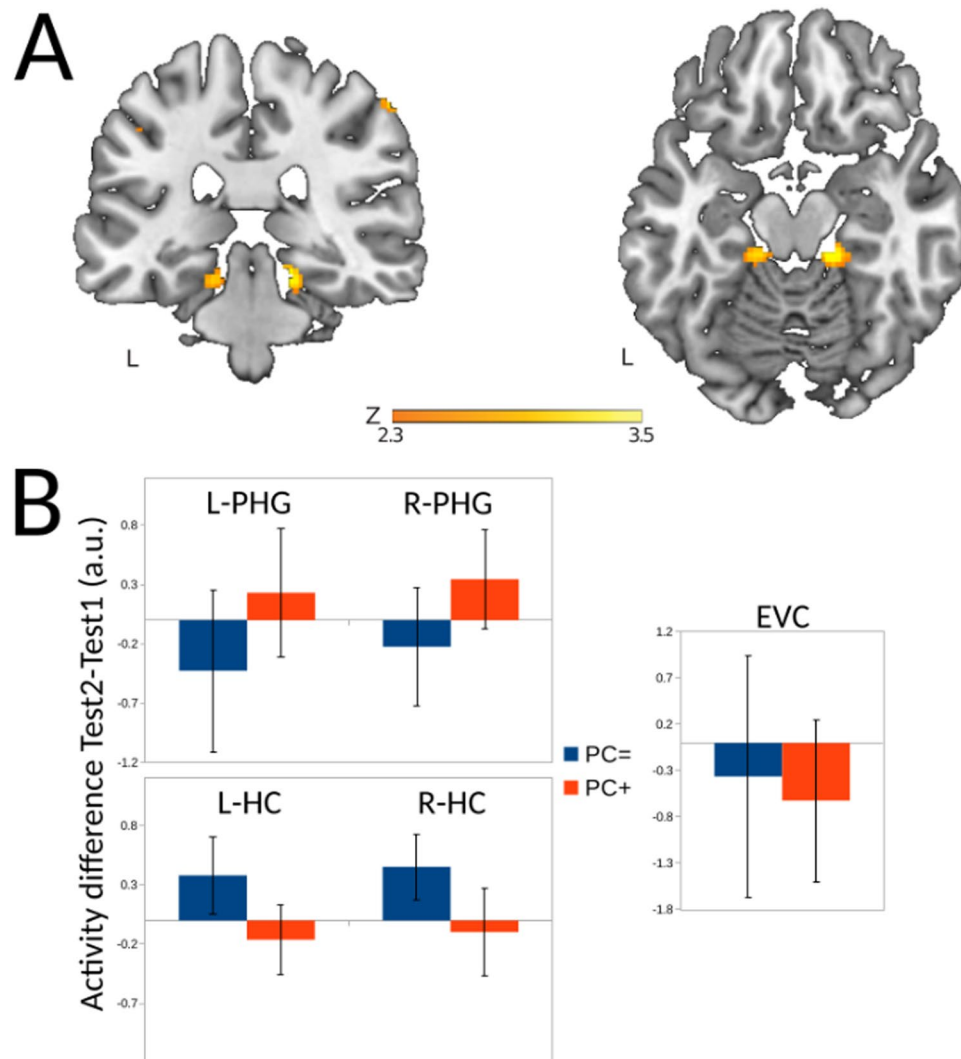 A
L
L
Z
2.3
3.5
B
Activity difference Test2-Test1 (a.u.)
L-PHG
R-PHG
0.8
0.3
-0.2
-0.7
-1.2
L-HC
R-HC
0.8
0.3
-0.2
-0.7
PC=
PC+
EVC
1.2
0.7
0.2
-0.3
-0.8
-1.3
-1.8